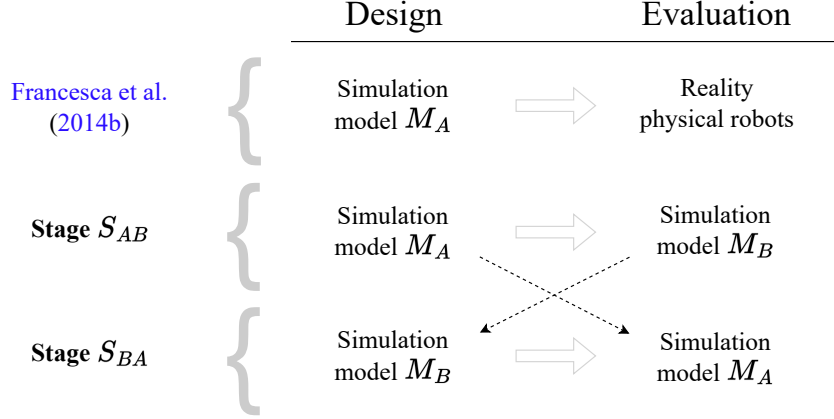 Design Evaluation
Francesca et al.
(2014b)
Simulation
model M_A
Reality
physical robots
Stage S_AB
Simulation
model M_A
Simulation
model M_B
Stage S_BA
Simulation
model M_B
Simulation
model M_A